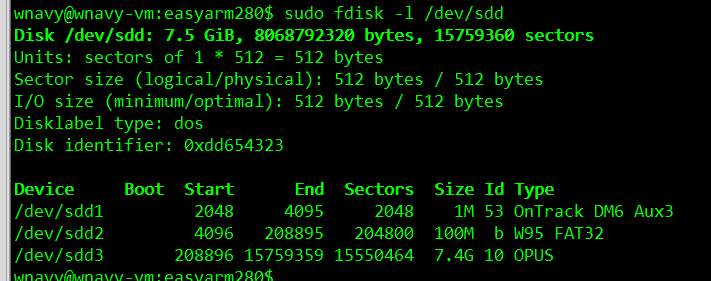 wnavy@wnavy-vm:easyarm280$ sudo fdisk -l /dev/sdd
Disk /dev/sdd: 7.5 GiB, 8068792320 bytes, 15759360 sectors
Units: sectors of 1 * 512 = 512 bytes
Sector size (logical/physical): 512 bytes / 512 bytes
I/O size (minimum/optimal): 512 bytes / 512 bytes
Disklabel type: dos
Disk identifier: 0xdd654323

Device     Boot  Start      End  Sectors  Size Id Type
/dev/sdd1         2048     4095     2048    1M 53 OnTrack DM6 Aux3
/dev/sdd2         4096   208895   204800  100M  b W95 FAT32
/dev/sdd3       208896 15759359 15550464  7.4G 10 OPUS
wnavy@wnavy-vm:easyarm280$